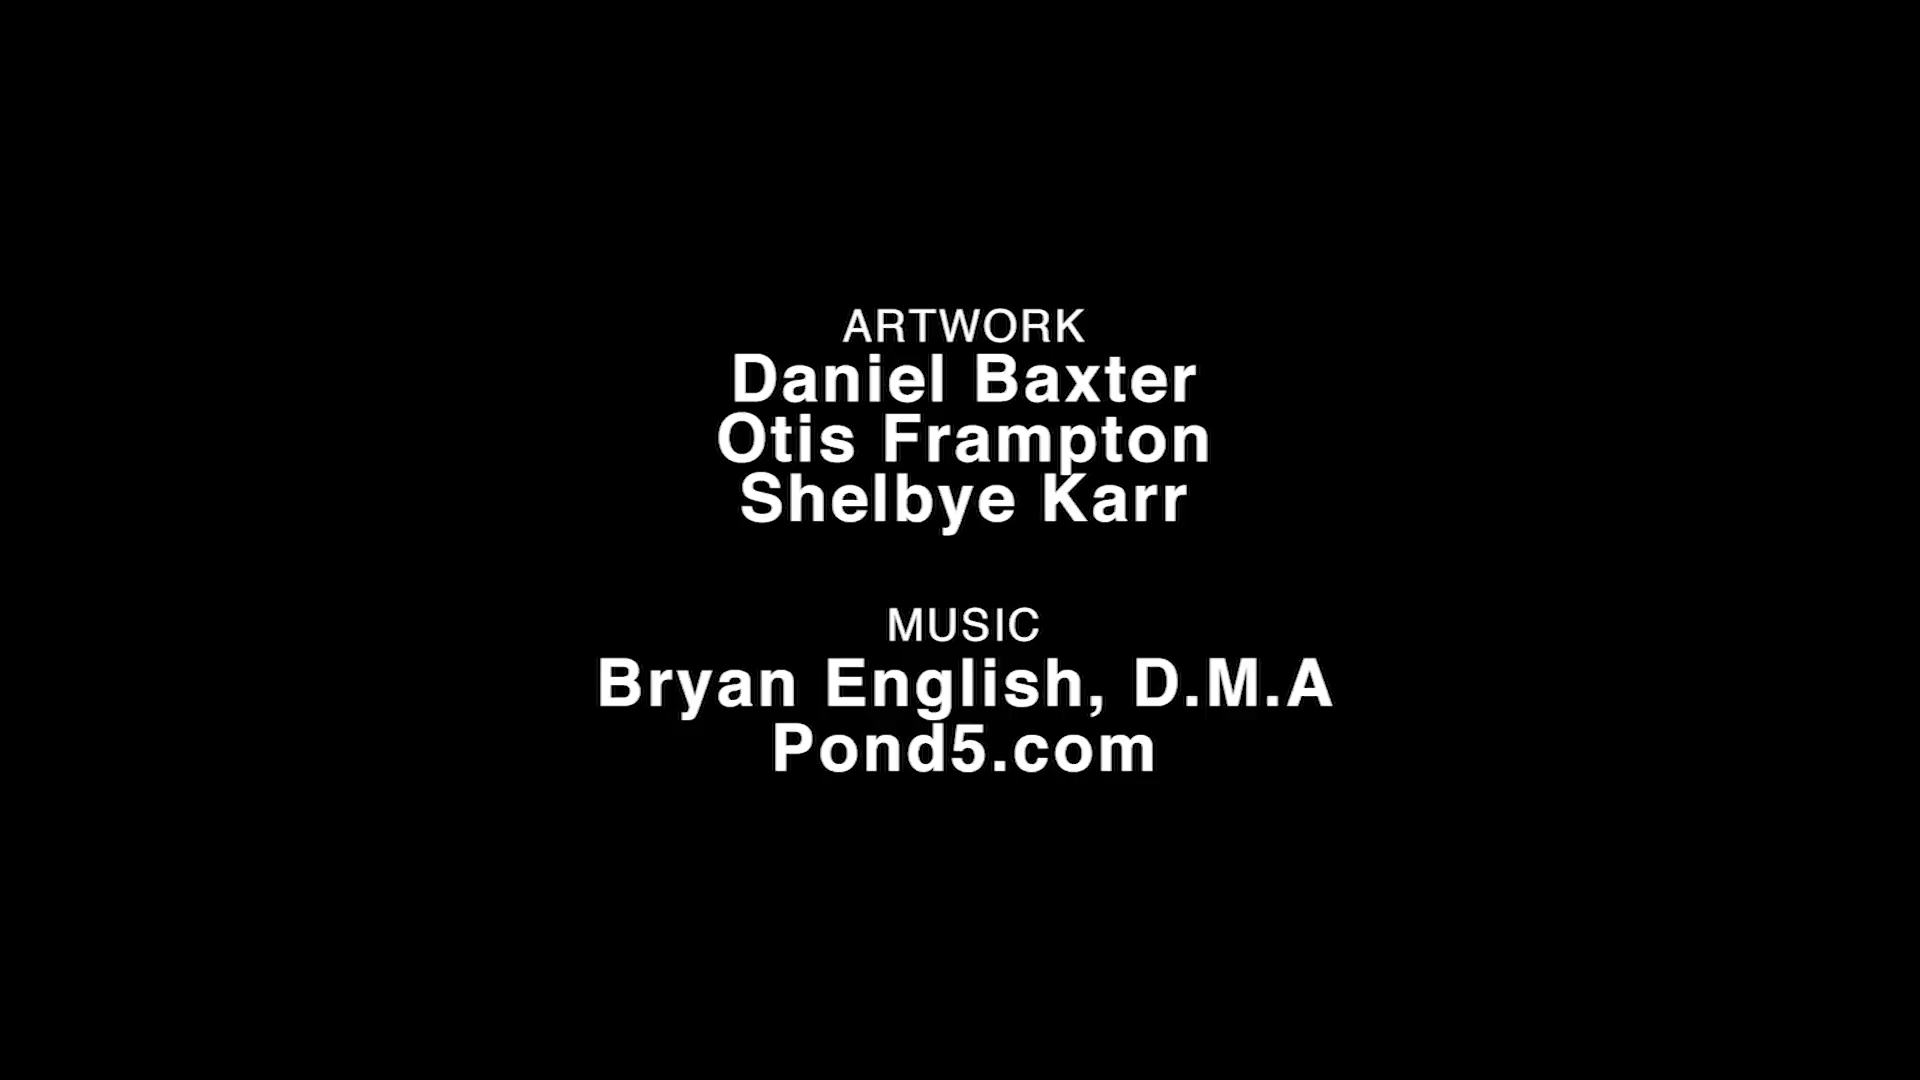 ARTWORK
Daniel Baxter
Otis Frampton
Shelbye Karr
MUSIC
Bryan English, D.M.A
Pond5.com